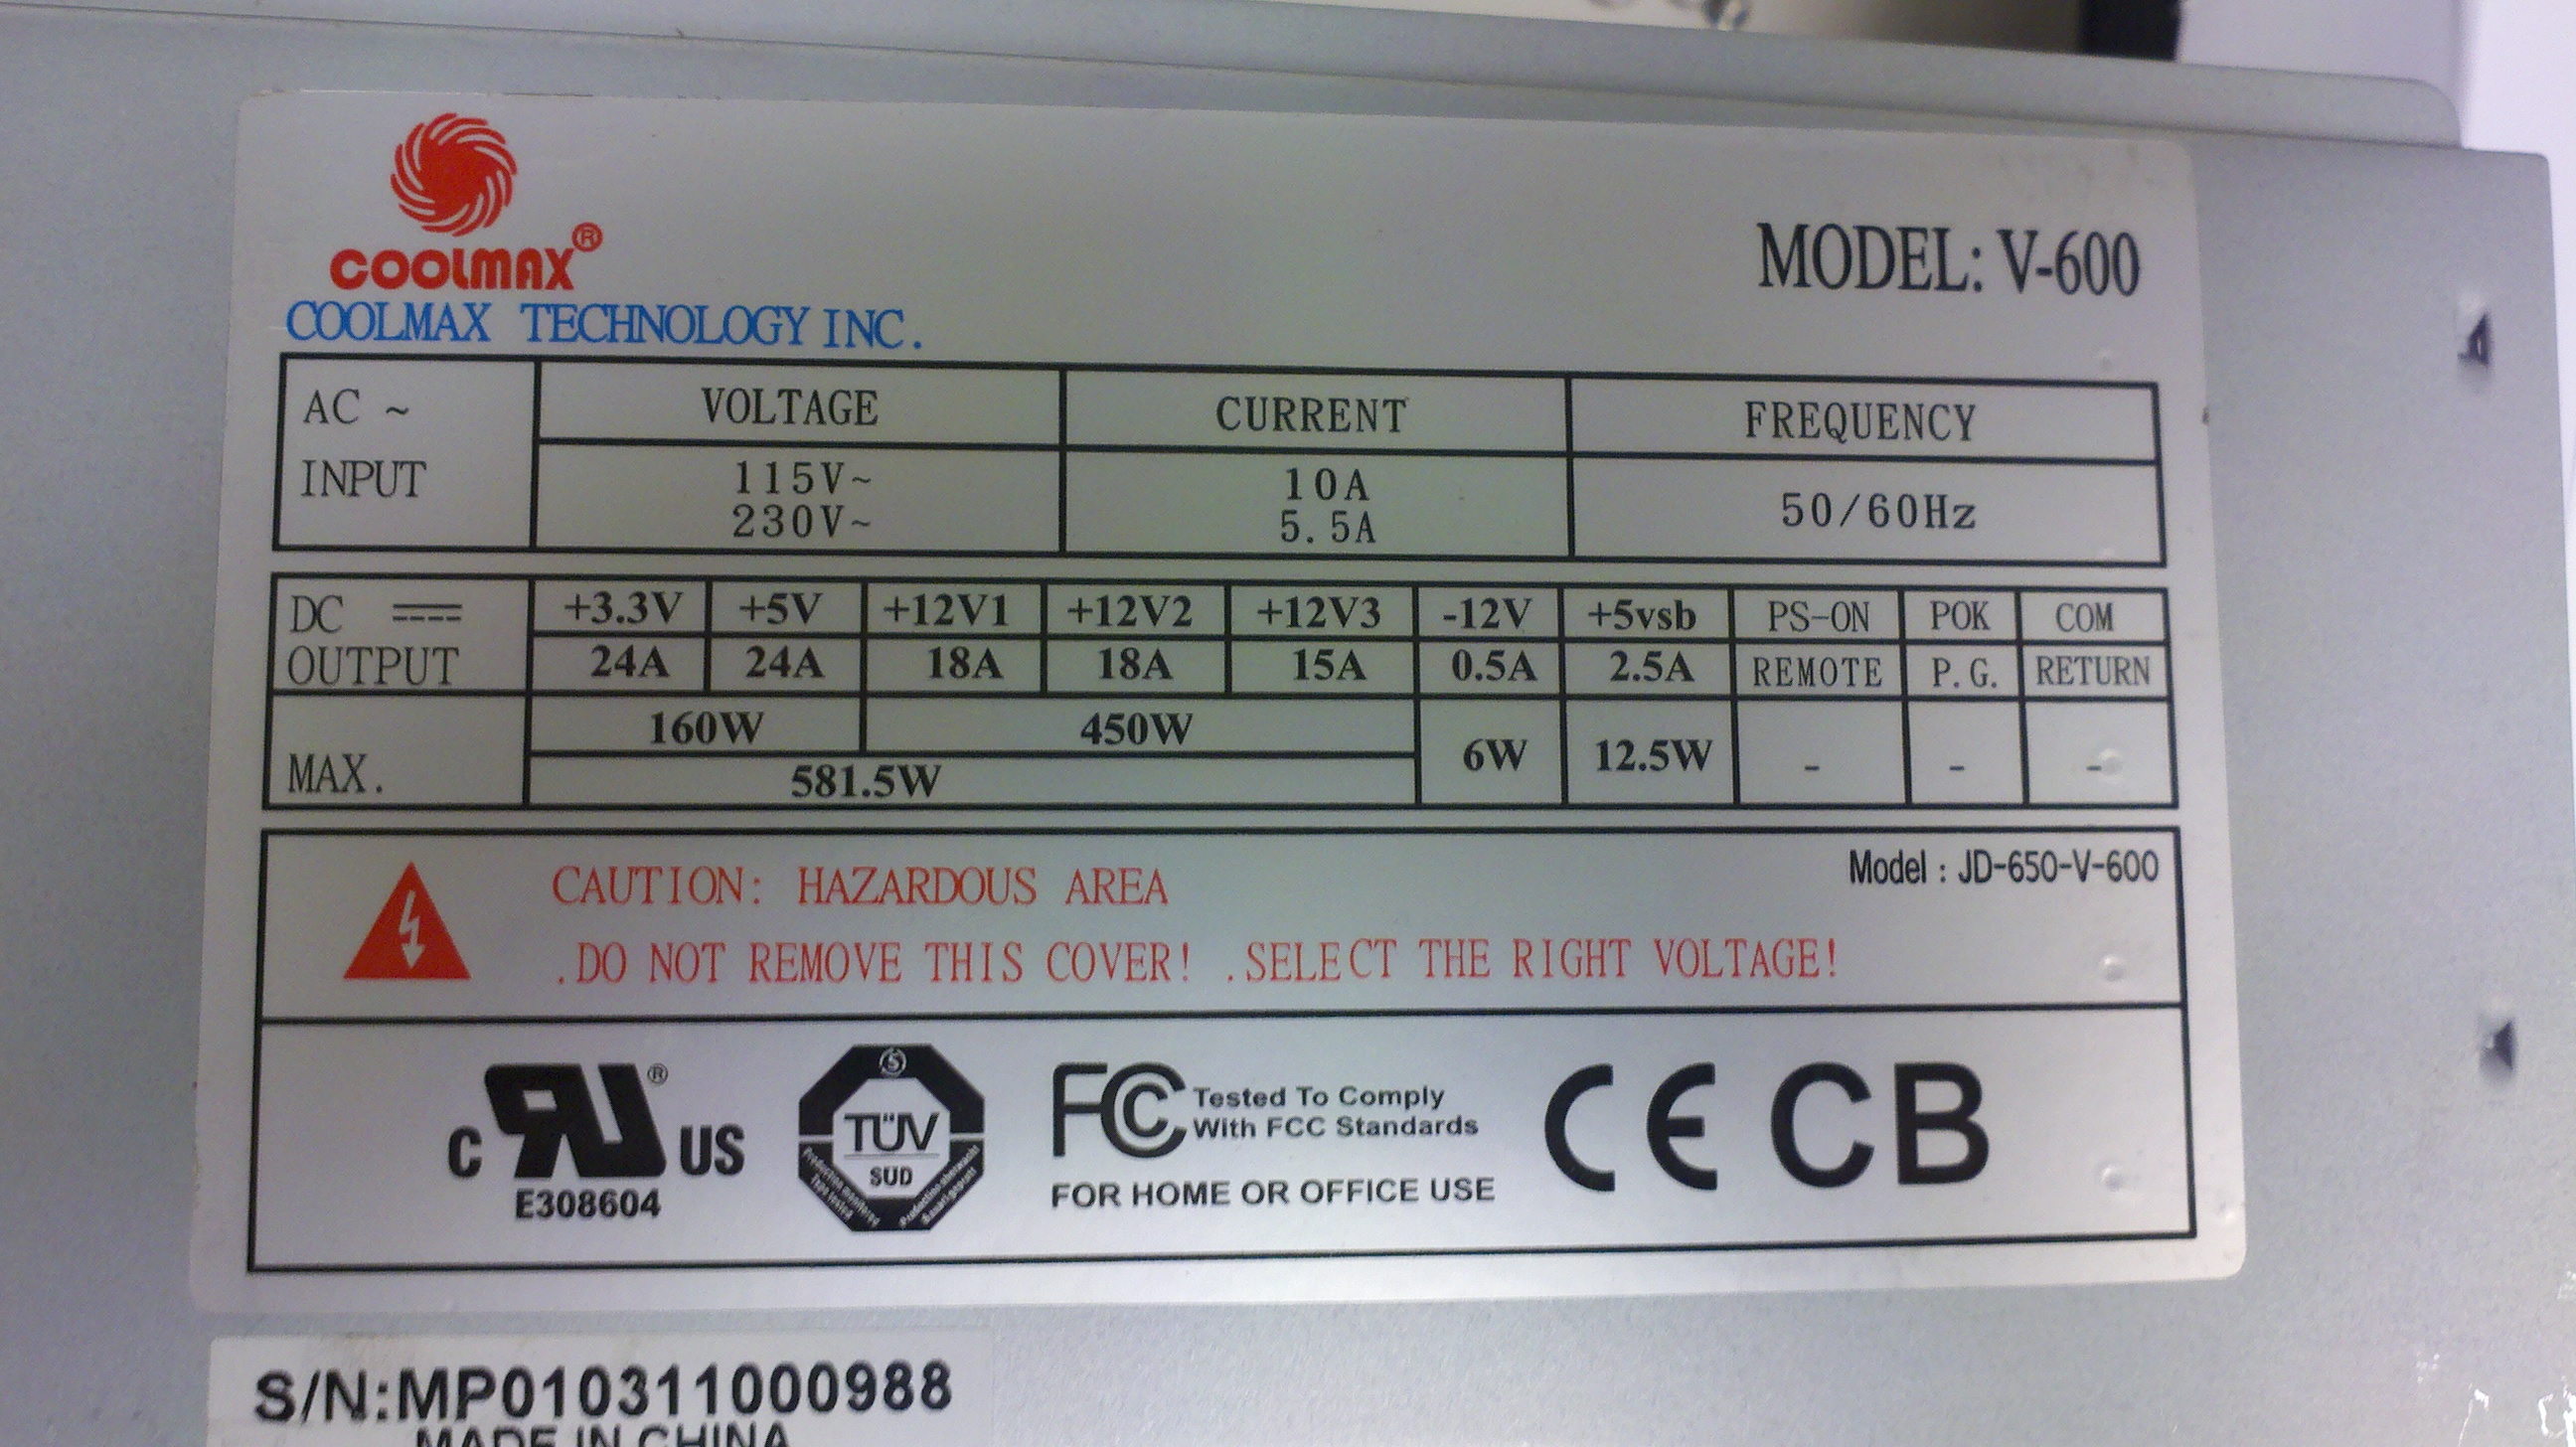 COOLMAX®
COOLMAX TECHNOLOGY INC.
MODEL: V-600
AC ~ VOLTAGE CURRENT FREQUENCY
INPUT 115V~ 10A 50/60Hz
230V~ 5.5A
DC +3.3V +5V +12V1 +12V2 +12V3 -12V +5vsb PS-ON POK COM
OUTPUT 24A 24A 18A 18A 15A 0.5A 2.5A REMOTE P.G. RETURN
160W 450W
MAX. 581.5W 6W 12.5W - - -
Model : JD-650-V-600
CAUTION: HAZARDOUS AREA
.DO NOT REMOVE THIS COVER! .SELECT THE RIGHT VOLTAGE!
C RU ® US
E308604
S
TÜV
SUD
FC Tested To Comply
With FCC Standards
FOR HOME OR OFFICE USE
CE CB
S/N:MP010311000988
MADE IN CHINA